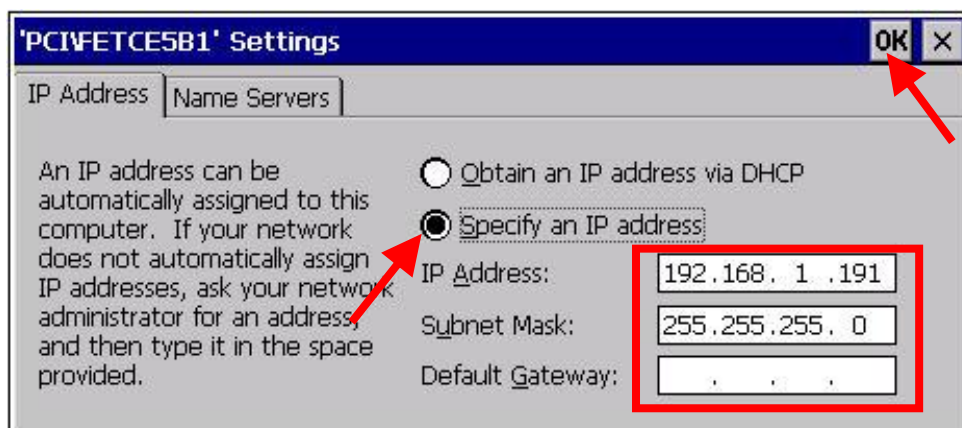 'PCI\FETCE5B1' Settings OK ×
IP Address Name Servers
An IP address can be
automatically assigned to this
computer. If your network
does not automatically assign
IP addresses, ask your network
administrator for an address,
and then type it in the space
provided.
Obtain an IP address via DHCP
Specify an IP address
IP Address: 192.168. 1 .191
Subnet Mask: 255.255.255. 0
Default Gateway: . . .